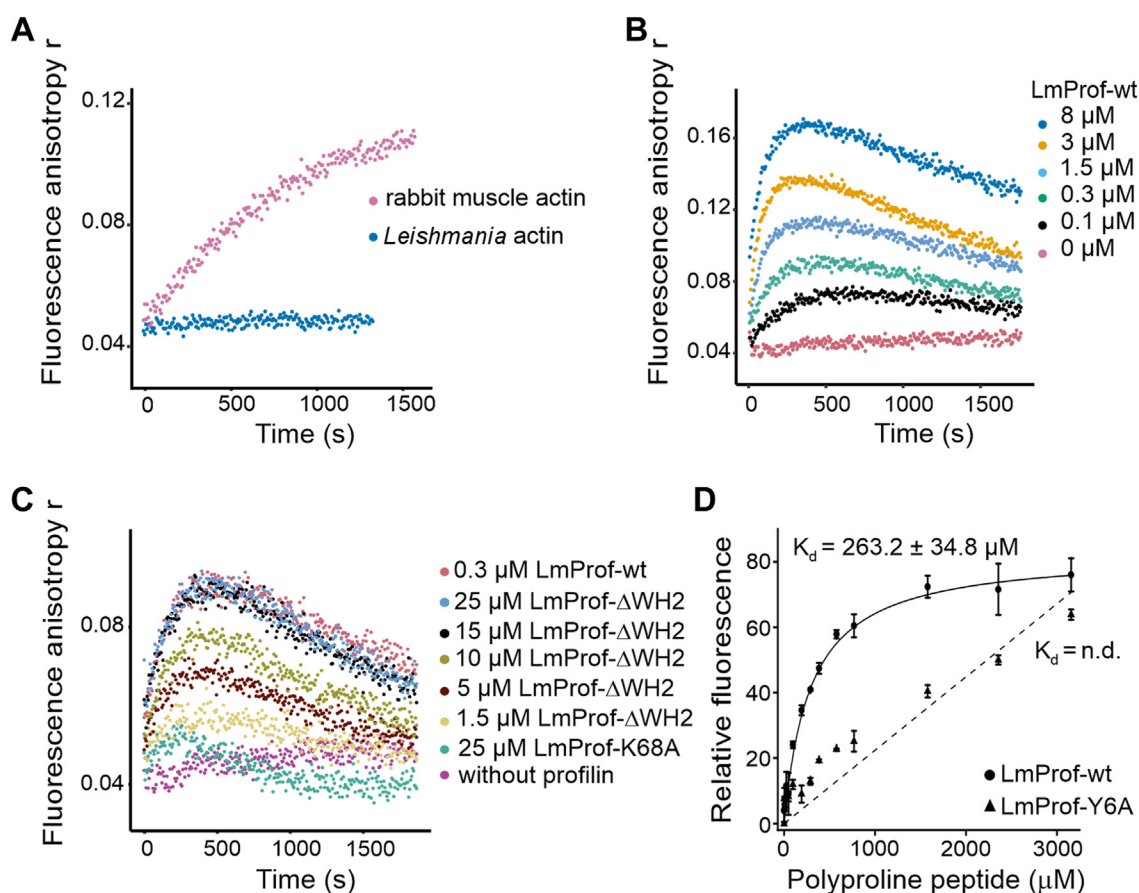 A
Fluorescence anisotropy r
0.12
0.08
0.04
rabbit muscle actin
Leishmania actin
0 500 1000 1500
Time (s)
B
Fluorescence anisotropy r
0.16
0.12
0.08
0.04
LmProf-wt
8 µM
3 µM
1.5 µM
0.3 µM
0.1 µM
0 µM
0 500 1000 1500
Time (s)
C
Fluorescence anisotropy r
0.08
0.04
0.3 µM LmProf-wt
25 µM LmProf-ΔWH2
15 µM LmProf-ΔWH2
10 µM LmProf-ΔWH2
5 µM LmProf-ΔWH2
1.5 µM LmProf-ΔWH2
25 µM LmProf-K68A
without profilin
0 500 1000 1500
Time (s)
D
Relative fluorescence
80
60
40
20
0
Kd = 263.2 ± 34.8 µM
Kd = n.d.
LmProf-wt
LmProf-Y6A
0 1000 2000 3000
Polyproline peptide (µM)